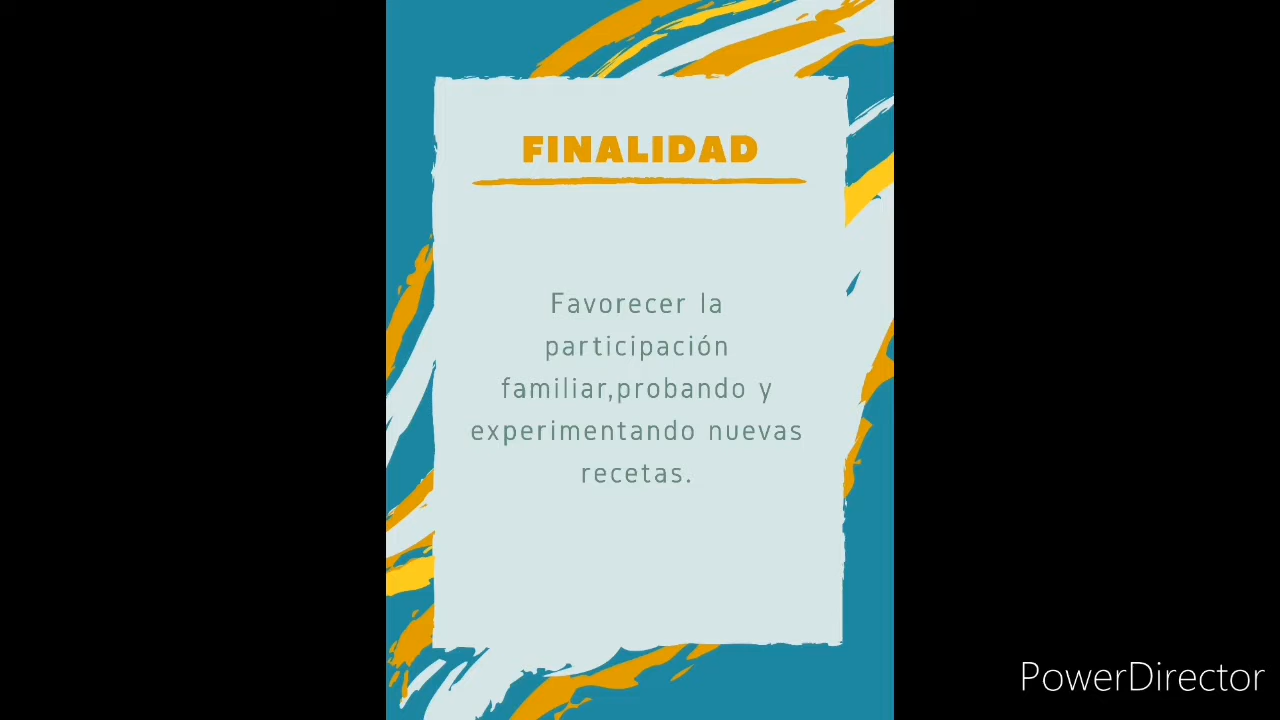 FINALIDAD
Favorecer la
participación
familiar,probando y
experimentando nuevas
recetas.
PowerDirector